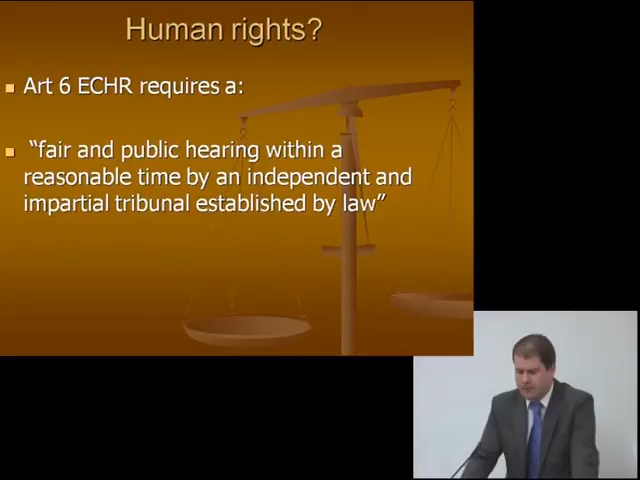 Human rights?
Art 6 ECHR requires a:
“fair and public hearing within a
reasonable time by an independent and
impartial tribunal established by law”